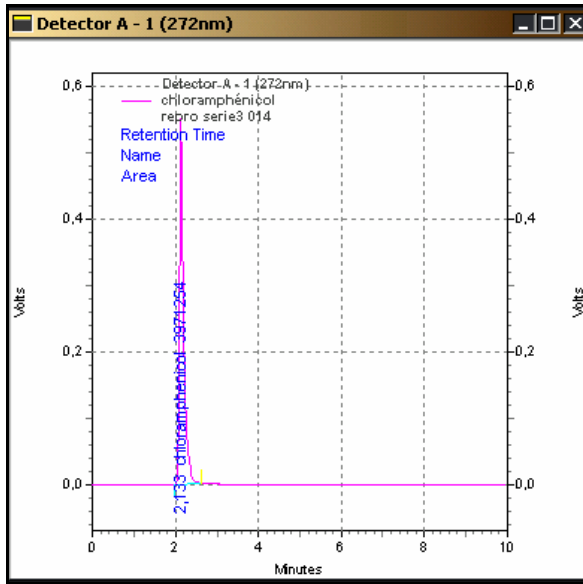 Detector A - 1 (272nm)
Detector A - 1 (272nm)
chloramphénicol
repro serie3 014
Retention Time
Name
Area
0,6
0,6
0,4
0,4
0,2
0,2
0,0
0,0
Volts
Volts
2,133 chloramphénicol 3971254
0
2
4
6
8
10
Minutes